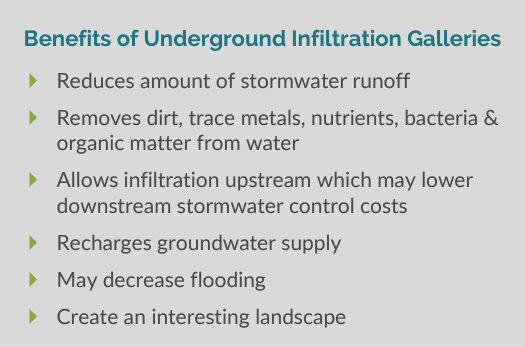 Benefits of Underground Infiltration Galleries
Reduces amount of stormwater runoff
Removes dirt, trace metals, nutrients, bacteria &
organic matter from water
Allows infiltration upstream which may lower
downstream stormwater control costs
Recharges groundwater supply
May decrease flooding
Create an interesting landscape